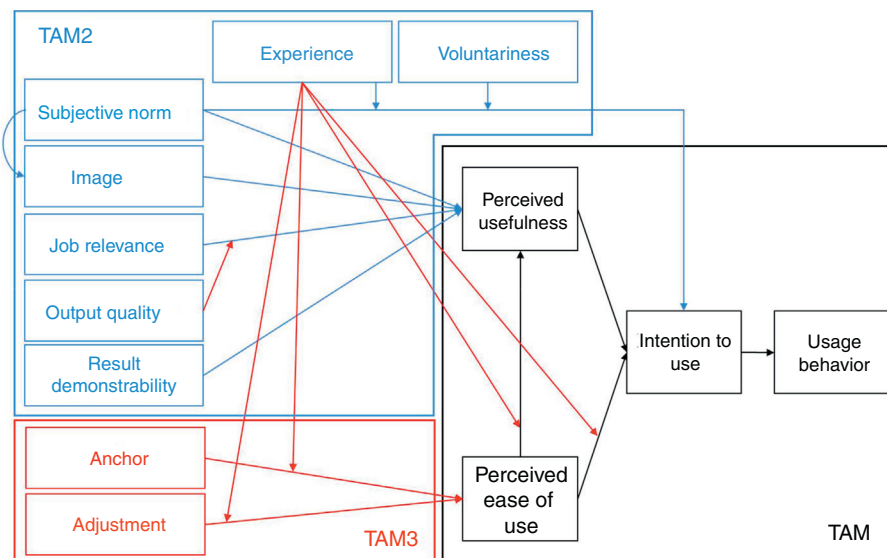 TAM2
Experience
Voluntariness
Subjective norm
Image
Job relevance
Output quality
Result
demonstrability
Perceived
usefulness
Intention to
use
Usage
behavior
Anchor
Adjustment
TAM3
Perceived
ease of
use
TAM